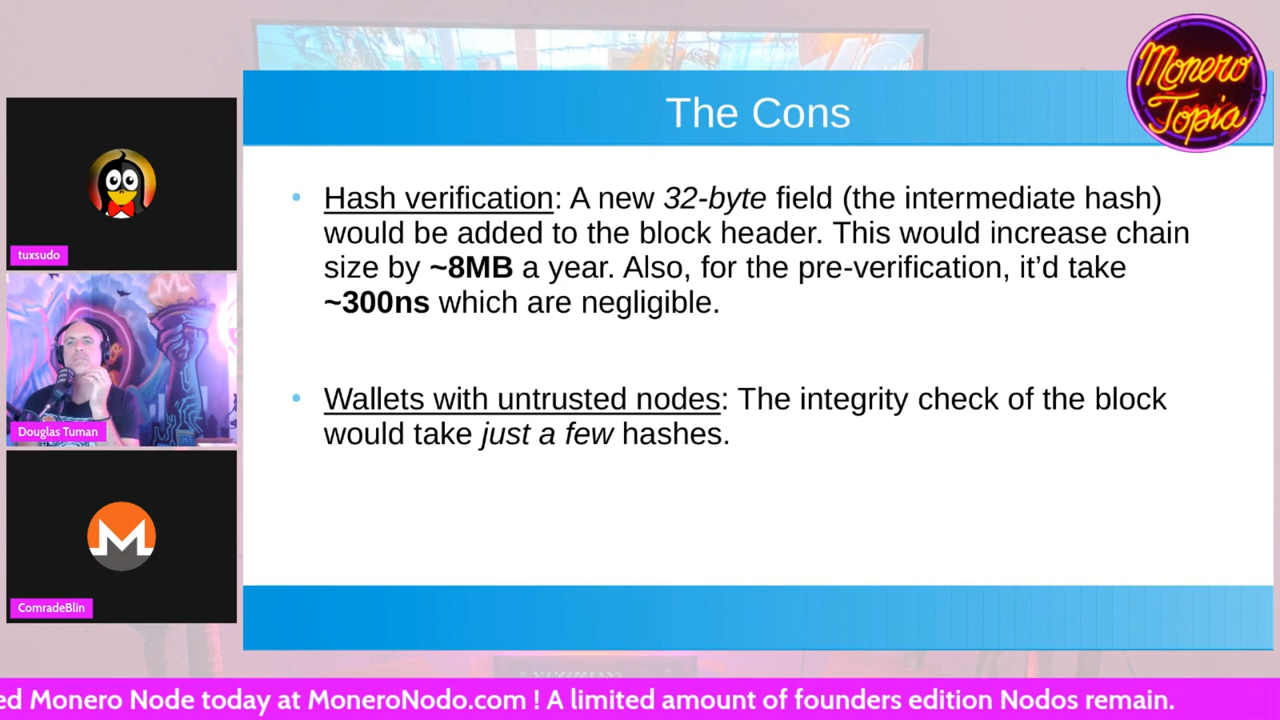 Monero
Topia
The Cons
• Hash verification: A new 32-byte field (the intermediate hash)
would be added to the block header. This would increase chain
size by ~8MB a year. Also, for the pre-verification, it’d take
~300ns which are negligible.
• Wallets with untrusted nodes: The integrity check of the block
would take just a few hashes.
tuxsudo
Douglas Tuman
ComradeBlin
ed Monero Node today at MoneroNodo.com ! A limited amount of founders edition Nodos remain.